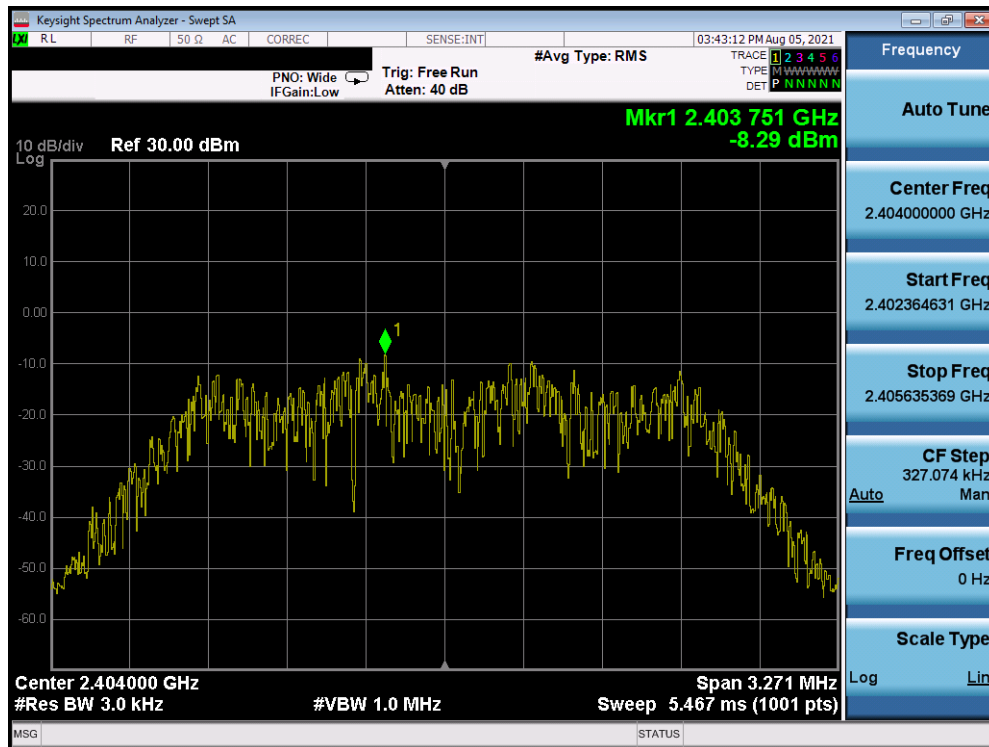 Keysight Spectrum Analyzer - Swept SA
LXI RL RF 50 Ω AC CORREC SENSE:INT 03:43:12 PM Aug 05, 2021
#Avg Type: RMS TRACE 1 2 3 4 5 6
PNO: Wide Trig: Free Run TYPE M WWWWW
IFGain:Low Atten: 40 dB DET P N N N N N
Mkr1 2.403 751 GHz
-8.29 dBm
10 dB/div Ref 30.00 dBm
Log
20.0
10.0
0.00
-10.0
-20.0
-30.0
-40.0
-50.0
-60.0
1
Center 2.404000 GHz Span 3.271 MHz
#Res BW 3.0 kHz #VBW 1.0 MHz Sweep 5.467 ms (1001 pts)
MSG STATUS
Frequency
Auto Tune
Center Freq
2.404000000 GHz
Start Freq
2.402364631 GHz
Stop Freq
2.405635369 GHz
CF Step
327.074 kHz
Auto Man
Freq Offset
0 Hz
Scale Type
Log Lin